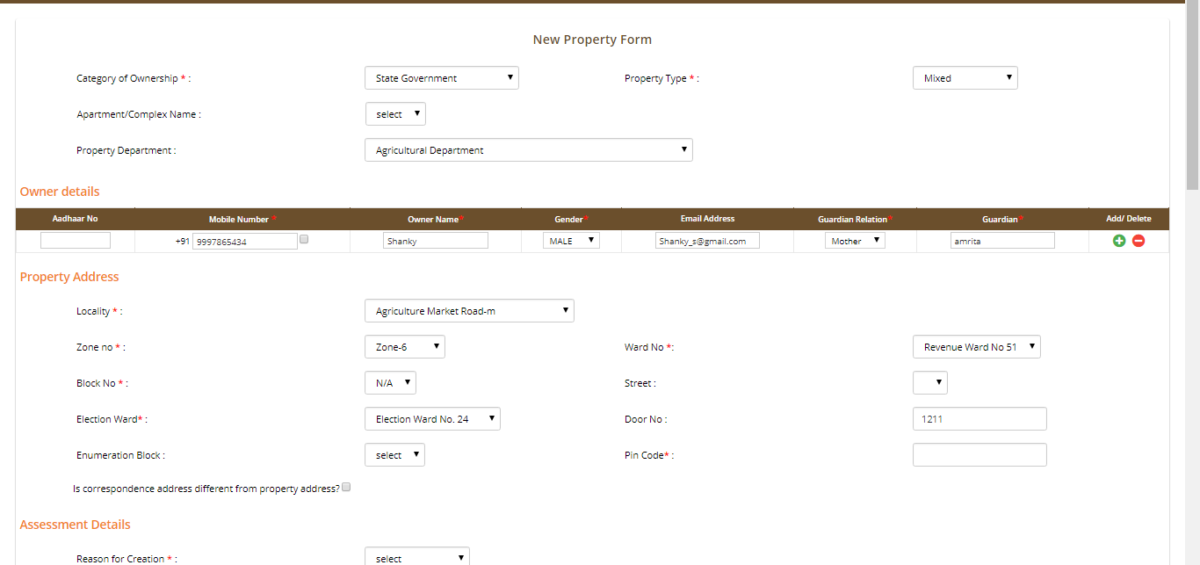 New Property Form
Category of Ownership * : State Government Property Type * : Mixed
Apartment/Complex Name : select
Property Department : Agricultural Department
Owner details
Aadhaar No Mobile Number * Owner Name* Gender* Email Address Guardian Relation* Guardian* Add/ Delete
+91 9997865434 Shanky MALE Shanky_s@gmail.com Mother amrita
Property Address
Locality * : Agriculture Market Road-m
Zone no * : Zone-6 Ward No *: Revenue Ward No 51
Block No * : N/A Street :
Election Ward* : Election Ward No. 24 Door No : 1211
Enumeration Block : select Pin Code* :
Is correspondence address different from property address?
Assessment Details
Reason for Creation * : select